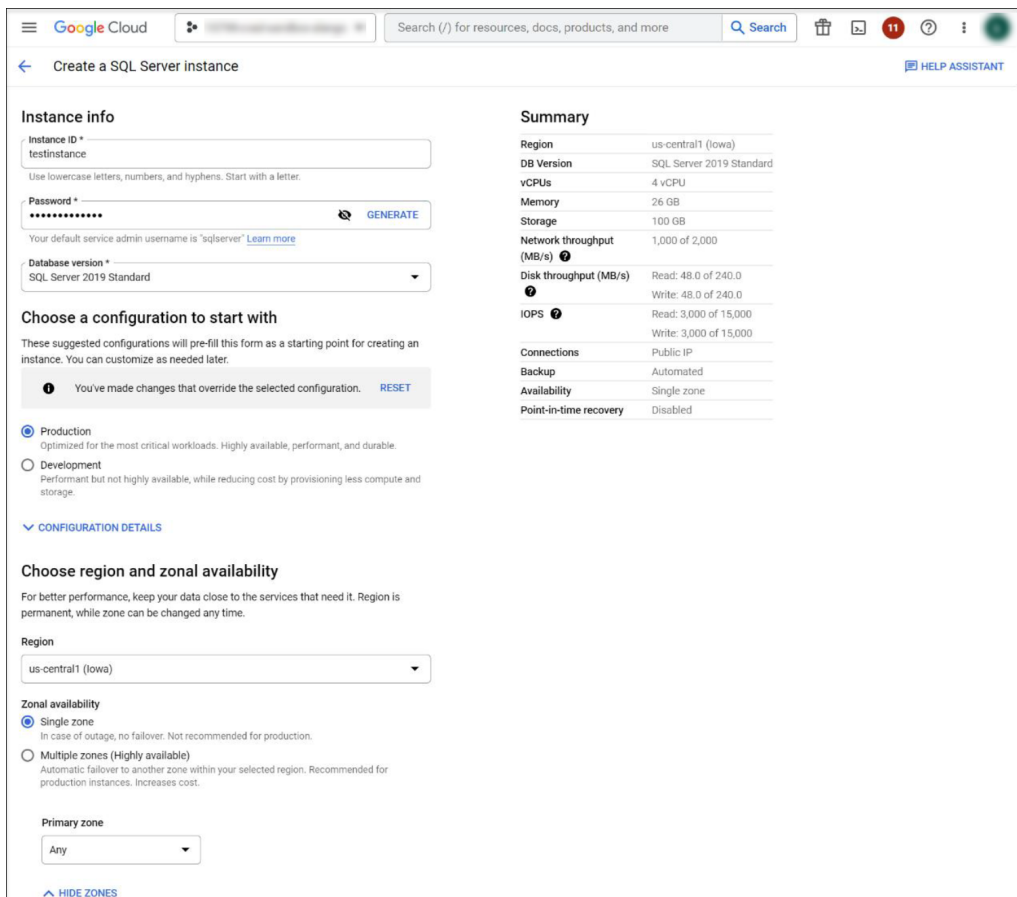 Google Cloud
Search (/) for resources, docs, products, and more
Search
11
Create a SQL Server instance
HELP ASSISTANT
Instance info
Instance ID *
testinstance
Use lowercase letters, numbers, and hyphens. Start with a letter.
Password *
•••••••••••••
GENERATE
Your default service admin username is "sqlserver" Learn more
Database version *
SQL Server 2019 Standard
Choose a configuration to start with
These suggested configurations will pre-fill this form as a starting point for creating an
instance. You can customize as needed later.
You've made changes that override the selected configuration. RESET
Production
Optimized for the most critical workloads. Highly available, performant, and durable.
Development
Performant but not highly available, while reducing cost by provisioning less compute and
storage.
CONFIGURATION DETAILS
Choose region and zonal availability
For better performance, keep your data close to the services that need it. Region is
permanent, while zone can be changed any time.
Region
us-central1 (Iowa)
Zonal availability
Single zone
In case of outage, no failover. Not recommended for production.
Multiple zones (Highly available)
Automatic failover to another zone within your selected region. Recommended for
production instances. Increases cost.
Primary zone
Any
HIDE ZONES
Summary
Region us-central1 (Iowa)
DB Version SQL Server 2019 Standard
vCPUs 4 vCPU
Memory 26 GB
Storage 100 GB
Network throughput 1,000 of 2,000
(MB/s)
Disk throughput (MB/s) Read: 48.0 of 240.0
Write: 48.0 of 240.0
IOPS Read: 3,000 of 15,000
Write: 3,000 of 15,000
Connections Public IP
Backup Automated
Availability Single zone
Point-in-time recovery Disabled